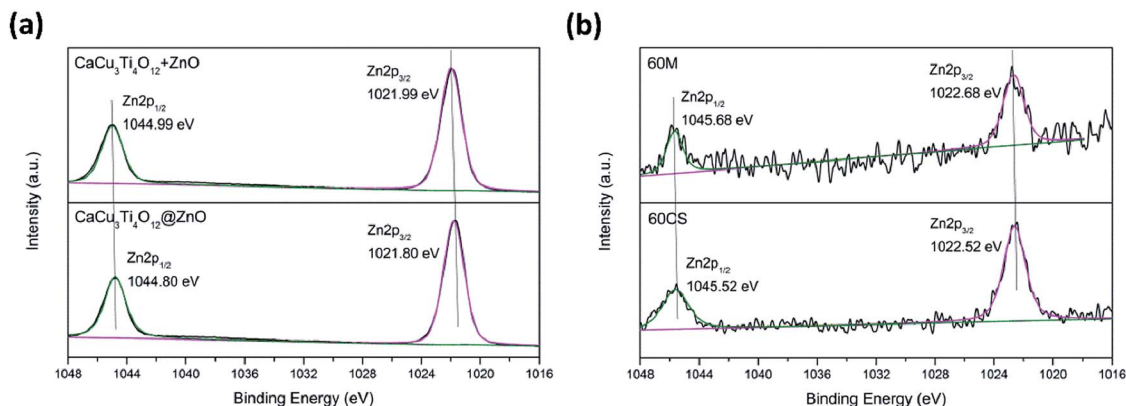 (a)
CaCu₃Ti₄O₁₂+ZnO
Zn2p₁/₂
1044.99 eV
Zn2p₃/₂
1021.99 eV
CaCu₃Ti₄O₁₂@ZnO
Zn2p₁/₂
1044.80 eV
Zn2p₃/₂
1021.80 eV
Intensity (a.u.)
1048 1044 1040 1036 1032 1028 1024 1020 1016
Binding Energy (eV)
(b)
60M
Zn2p₁/₂
1045.68 eV
Zn2p₃/₂
1022.68 eV
60CS
Zn2p₁/₂
1045.52 eV
Zn2p₃/₂
1022.52 eV
Intensity (a.u.)
1048 1044 1040 1036 1032 1028 1024 1020 1016
Binding Energy (eV)